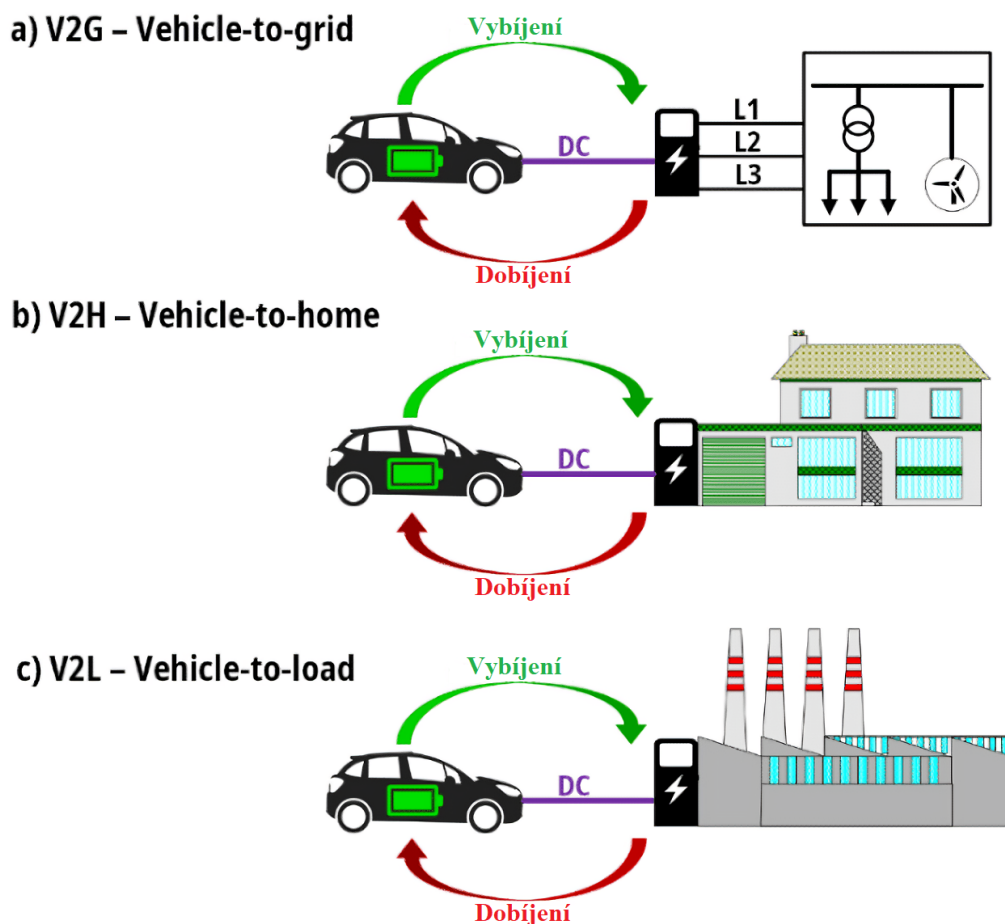 a) V2G – Vehicle-to-grid
Vybíjení
DC
L1
L2
L3
Dobíjení
b) V2H – Vehicle-to-home
Vybíjení
DC
Dobíjení
c) V2L – Vehicle-to-load
Vybíjení
DC
Dobíjení